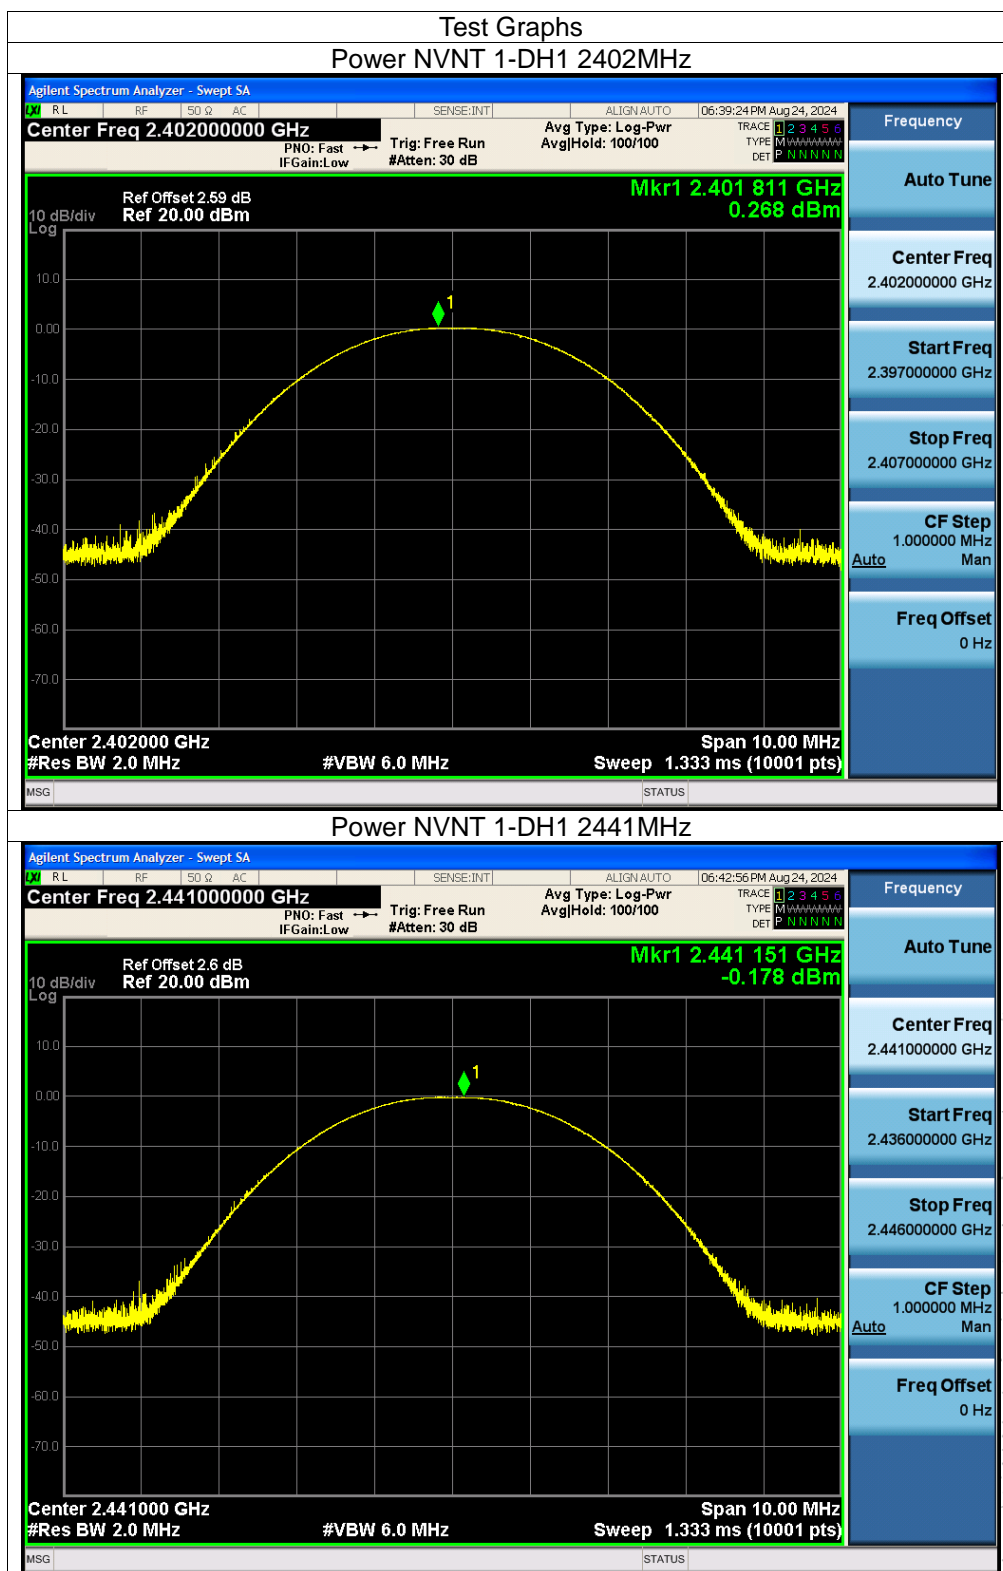 Test Graphs
Power NVNT 1-DH1 2402MHz
Agilent Spectrum Analyzer - Swept SA
LXI RL RF 50 Ω AC SENSE:INT ALIGN AUTO 06:39:24 PM Aug 24, 2024
Center Freq 2.402000000 GHz
PNO: Fast
IFGain:Low
Trig: Free Run
#Atten: 30 dB
Avg Type: Log-Pwr
Avg|Hold: 100/100
TRACE 1 2 3 4 5 6
TYPE M
DET P N N N N N
Frequency
Mkr1 2.401 811 GHz
0.268 dBm
Ref Offset 2.59 dB
10 dB/div Ref 20.00 dBm
Log
10.0
0.00
-10.0
-20.0
-30.0
-40.0
-50.0
-60.0
-70.0
1
Center 2.402000 GHz Span 10.00 MHz
#Res BW 2.0 MHz #VBW 6.0 MHz Sweep 1.333 ms (10001 pts)
MSG STATUS
Auto Tune
Center Freq
2.402000000 GHz
Start Freq
2.397000000 GHz
Stop Freq
2.407000000 GHz
CF Step
1.000000 MHz
Auto Man
Freq Offset
0 Hz
Power NVNT 1-DH1 2441MHz
Agilent Spectrum Analyzer - Swept SA
LXI RL RF 50 Ω AC SENSE:INT ALIGN AUTO 06:42:56 PM Aug 24, 2024
Center Freq 2.441000000 GHz
PNO: Fast
IFGain:Low
Trig: Free Run
#Atten: 30 dB
Avg Type: Log-Pwr
Avg|Hold: 100/100
TRACE 1 2 3 4 5 6
TYPE M
DET P N N N N N
Frequency
Mkr1 2.441 151 GHz
-0.178 dBm
Ref Offset 2.6 dB
10 dB/div Ref 20.00 dBm
Log
10.0
0.00
-10.0
-20.0
-30.0
-40.0
-50.0
-60.0
-70.0
1
Center 2.441000 GHz Span 10.00 MHz
#Res BW 2.0 MHz #VBW 6.0 MHz Sweep 1.333 ms (10001 pts)
MSG STATUS
Auto Tune
Center Freq
2.441000000 GHz
Start Freq
2.436000000 GHz
Stop Freq
2.446000000 GHz
CF Step
1.000000 MHz
Auto Man
Freq Offset
0 Hz